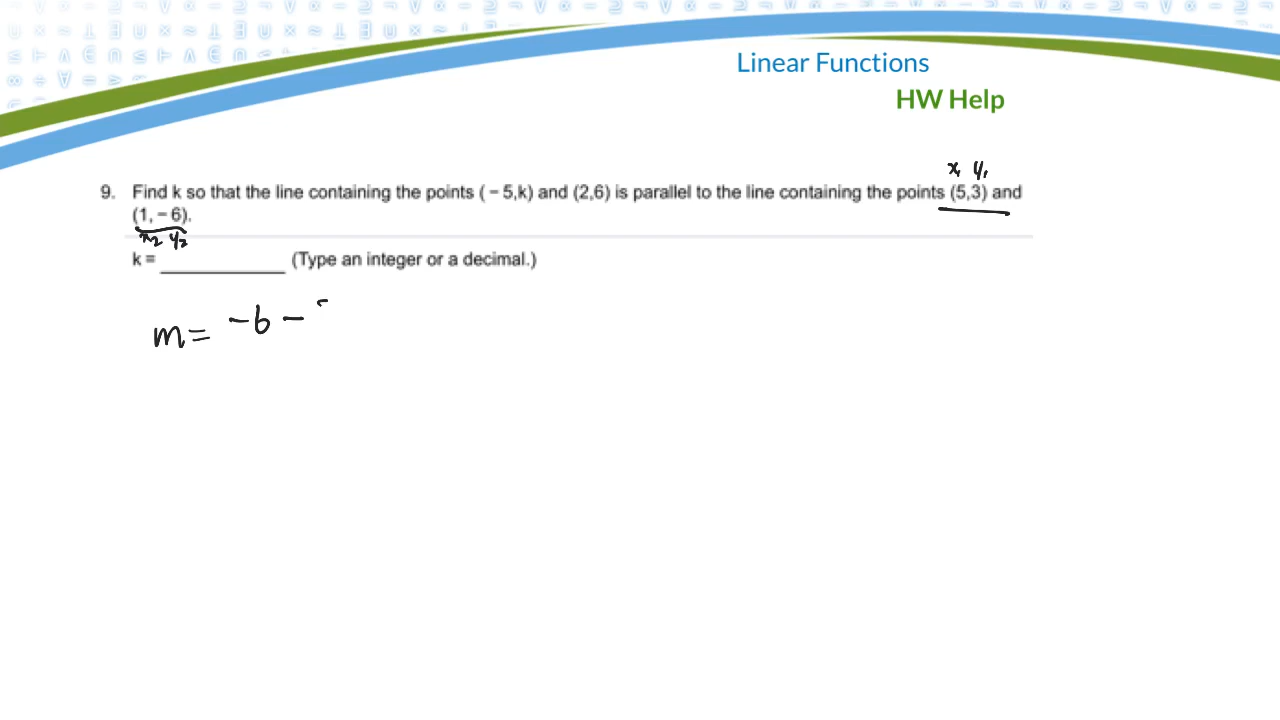 Linear Functions
HW Help
x₁ y₁
9. Find k so that the line containing the points ( − 5,k) and (2,6) is parallel to the line containing the points (5,3) and
(1, − 6).
x₂ y₂
k = ____________ (Type an integer or a decimal.)
m = -6 -